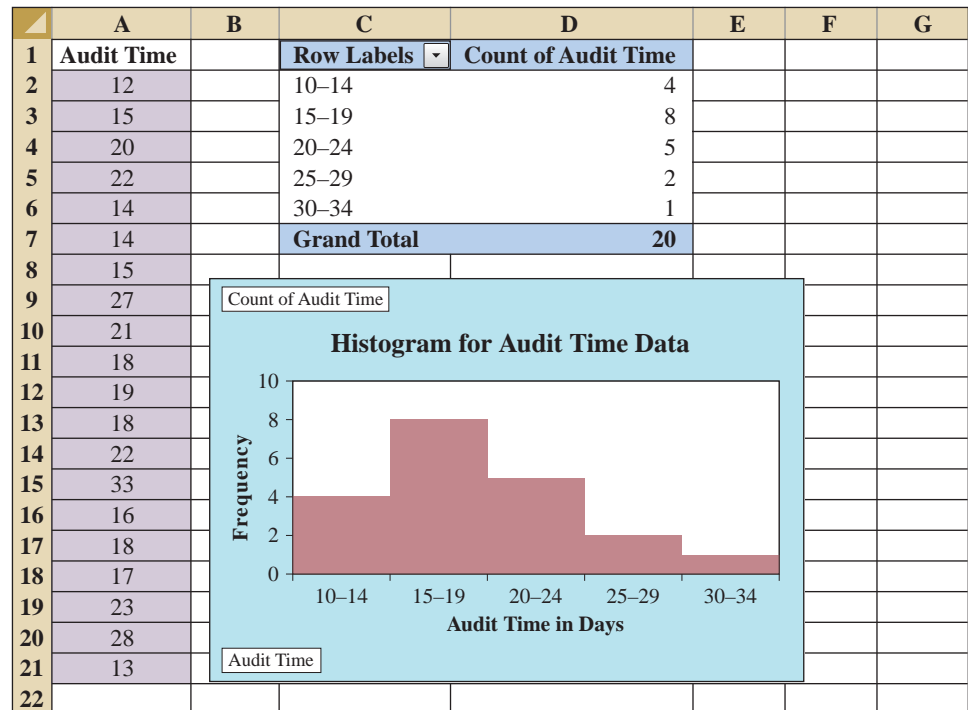 A B C D E F G
1 Audit Time Row Labels Count of Audit Time
2 12 10–14 4
3 15 15–19 8
4 20 20–24 5
5 22 25–29 2
6 14 30–34 1
7 14 Grand Total 20
8 15
9 27 Count of Audit Time
10 21 Histogram for Audit Time Data
11 18
12 19 10
13 18 8
14 22 6
15 33 4
16 16 2
17 18 0
Frequency
18 17 10–14 15–19 20–24 25–29 30–34
19 23 Audit Time in Days
20 28
21 13 Audit Time
22